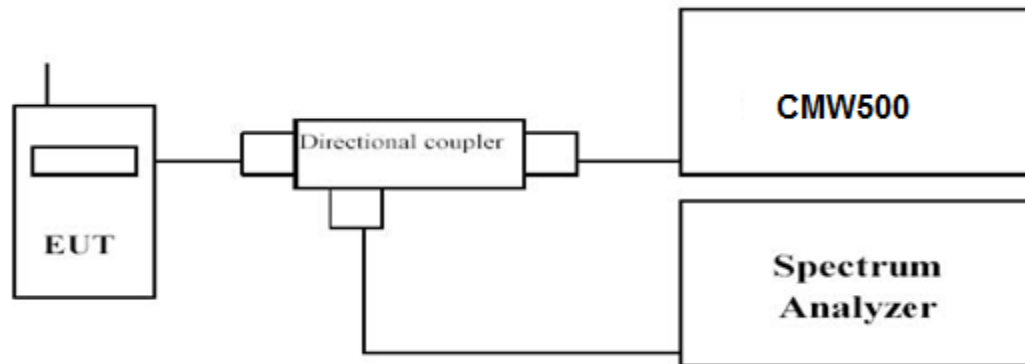 CMW500
Directional coupler
EUT
Spectrum
Analyzer